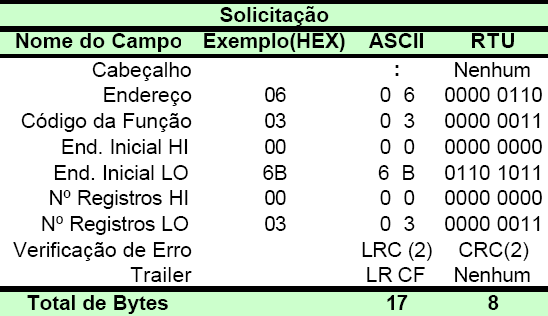 Solicitação
Nome do Campo Exemplo(HEX) ASCII RTU
Cabeçalho : Nenhum
Endereço 06 0 6 0000 0110
Código da Função 03 0 3 0000 0011
End. Inicial HI 00 0 0 0000 0000
End. Inicial LO 6B 6 B 0110 1011
Nº Registros HI 00 0 0 0000 0000
Nº Registros LO 03 0 3 0000 0011
Verificação de Erro LRC (2) CRC(2)
Trailer LR CF Nenhum
Total de Bytes 17 8